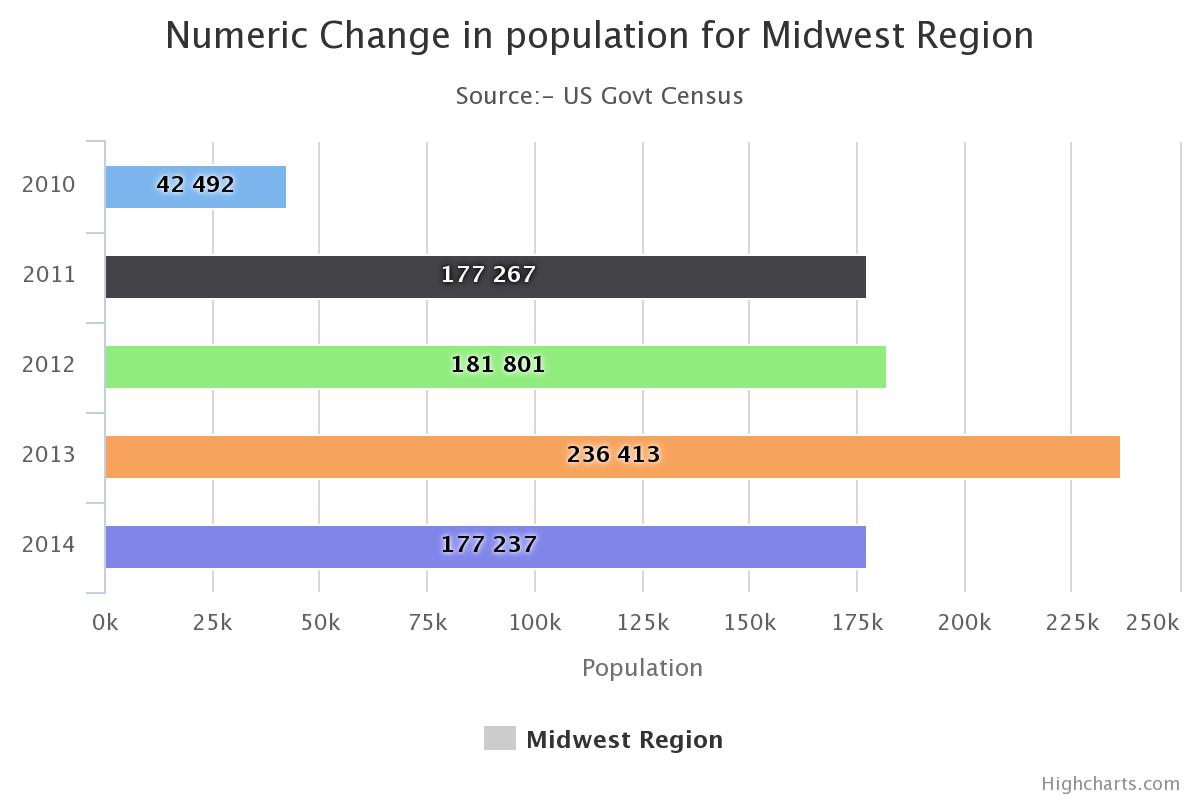 Numeric Change in population for Midwest Region
Source:- US Govt Census
2010
42 492
2011
177 267
2012
181 801
2013
236 413
2014
177 237
0k 25k 50k 75k 100k 125k 150k 175k 200k 225k 250k
Population
Midwest Region
Highcharts.com